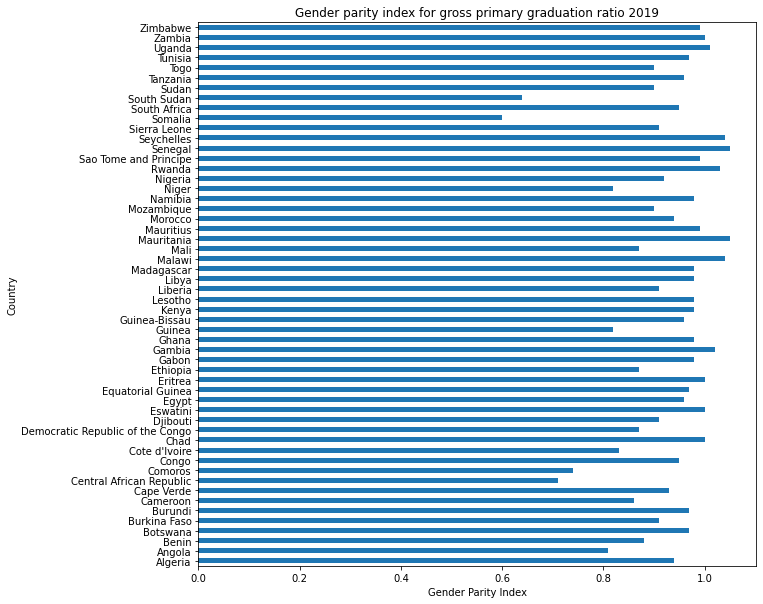 Gender parity index for gross primary graduation ratio 2019
Zimbabwe
Zambia
Uganda
Tunisia
Togo
Tanzania
Sudan
South Sudan
South Africa
Somalia
Sierra Leone
Seychelles
Senegal
Sao Tome and Principe
Rwanda
Nigeria
Niger
Namibia
Mozambique
Morocco
Mauritius
Mauritania
Mali
Malawi
Madagascar
Libya
Liberia
Lesotho
Kenya
Guinea-Bissau
Guinea
Ghana
Gambia
Gabon
Ethiopia
Eritrea
Equatorial Guinea
Egypt
Eswatini
Djibouti
Democratic Republic of the Congo
Chad
Cote d'Ivoire
Congo
Comoros
Central African Republic
Cape Verde
Cameroon
Burundi
Burkina Faso
Botswana
Benin
Angola
Algeria
Country
0.0 0.2 0.4 0.6 0.8 1.0
Gender Parity Index